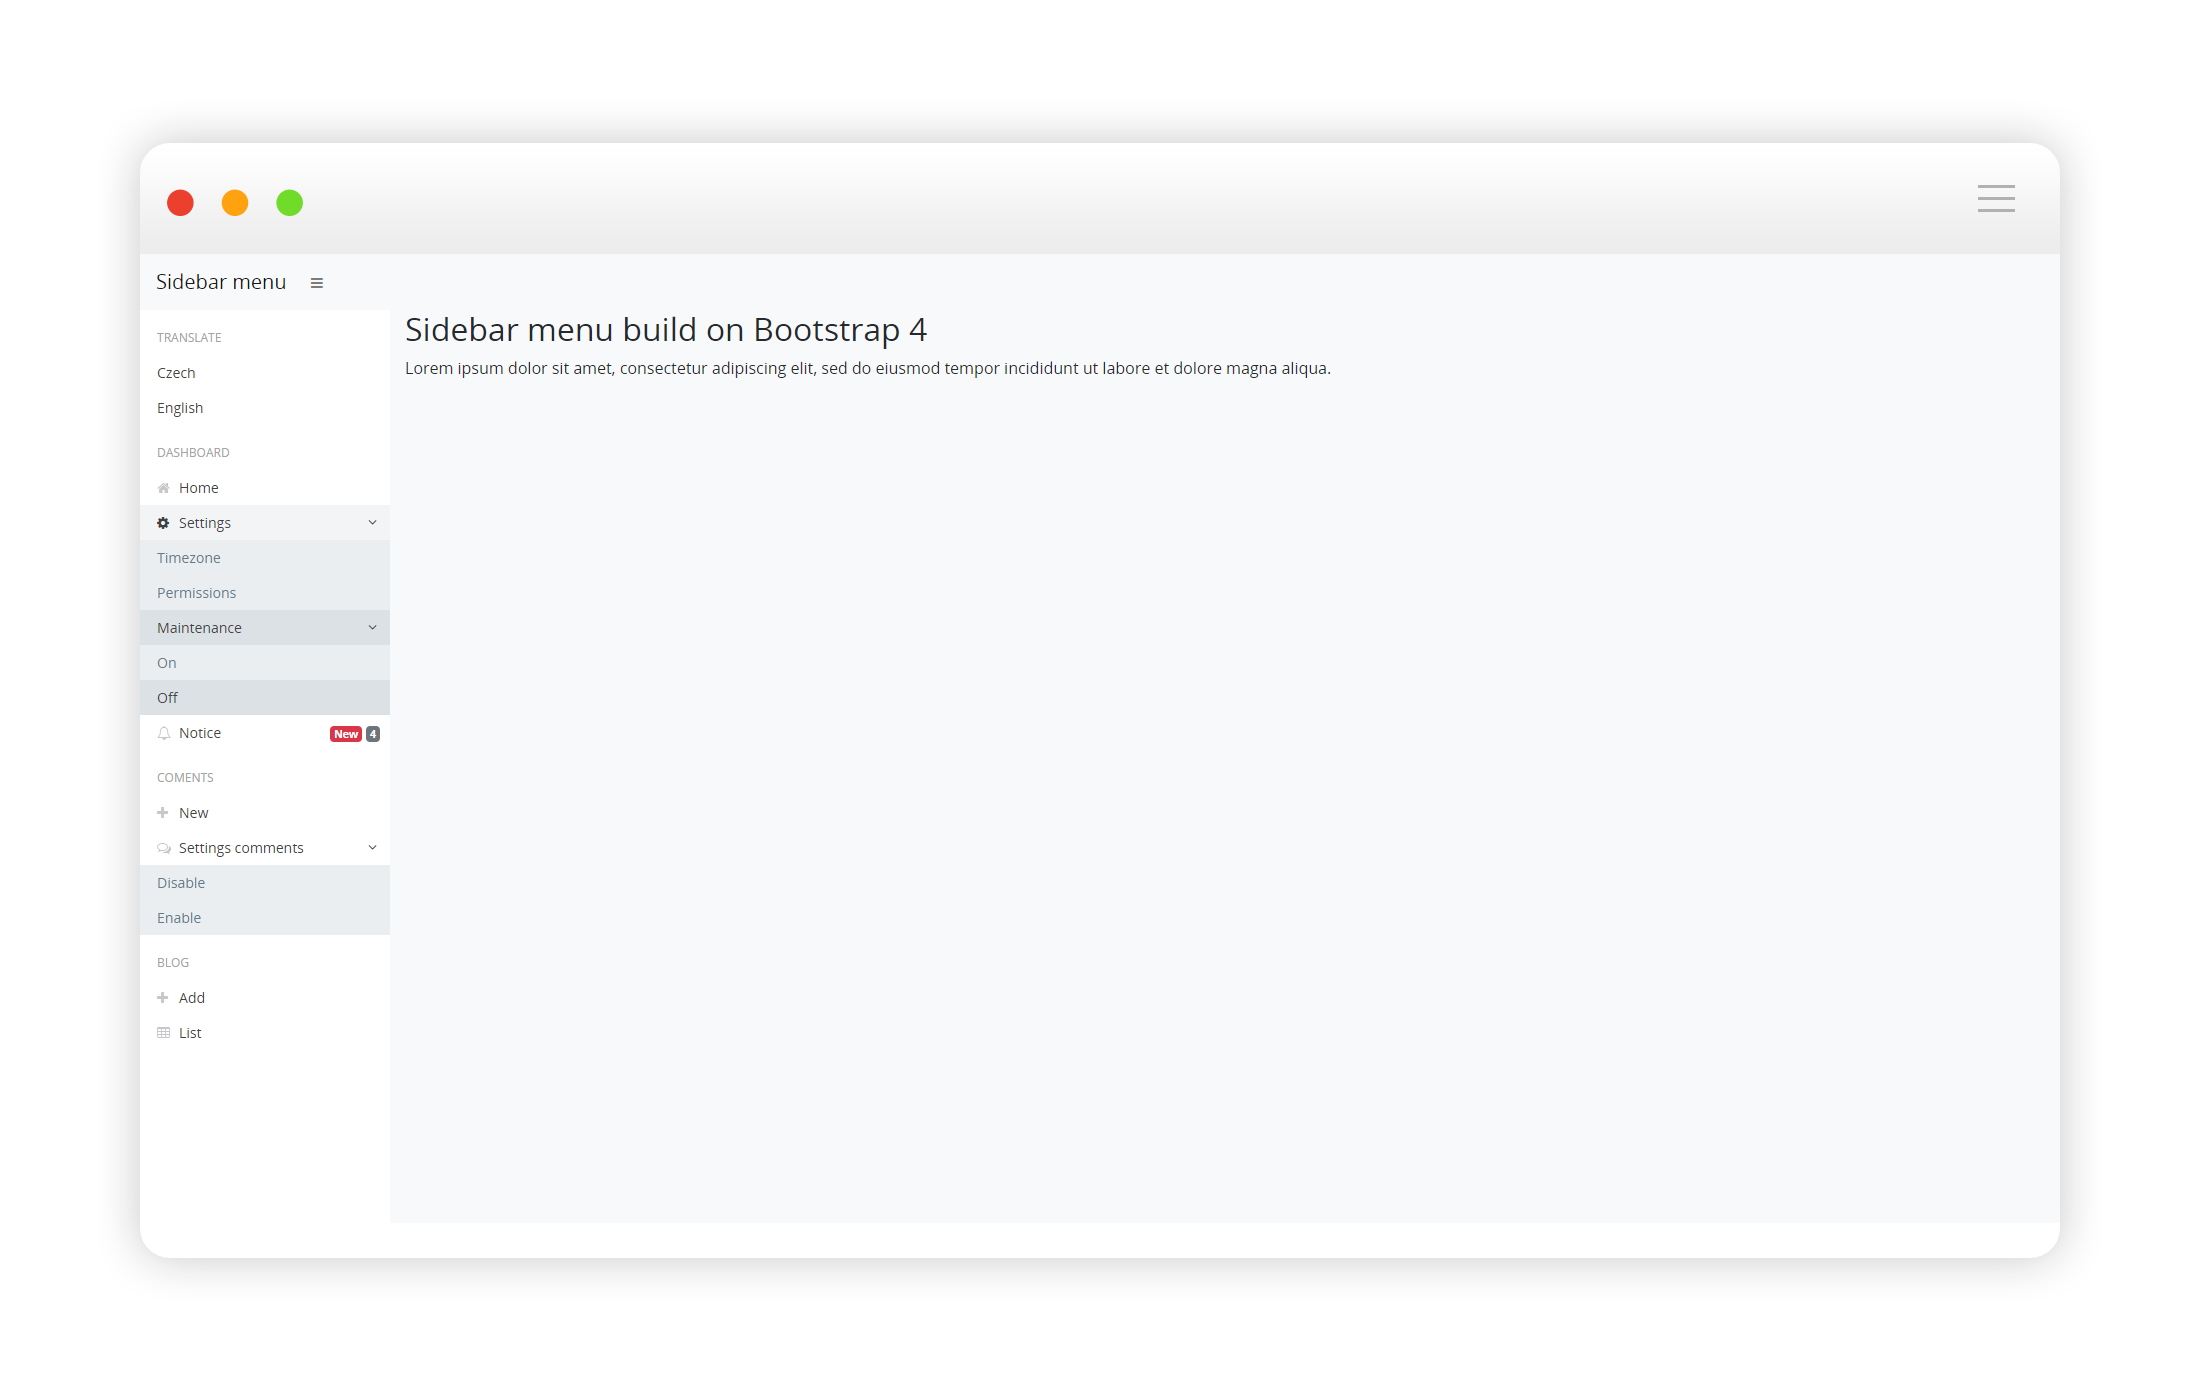 Sidebar menu
TRANSLATE
Czech
English
DASHBOARD
Home
Settings
Timezone
Permissions
Maintenance
On
Off
Notice New 4
COMENTS
New
Settings comments
Disable
Enable
BLOG
Add
List
Sidebar menu build on Bootstrap 4
Lorem ipsum dolor sit amet, consectetur adipiscing elit, sed do eiusmod tempor incididunt ut labore et dolore magna aliqua.